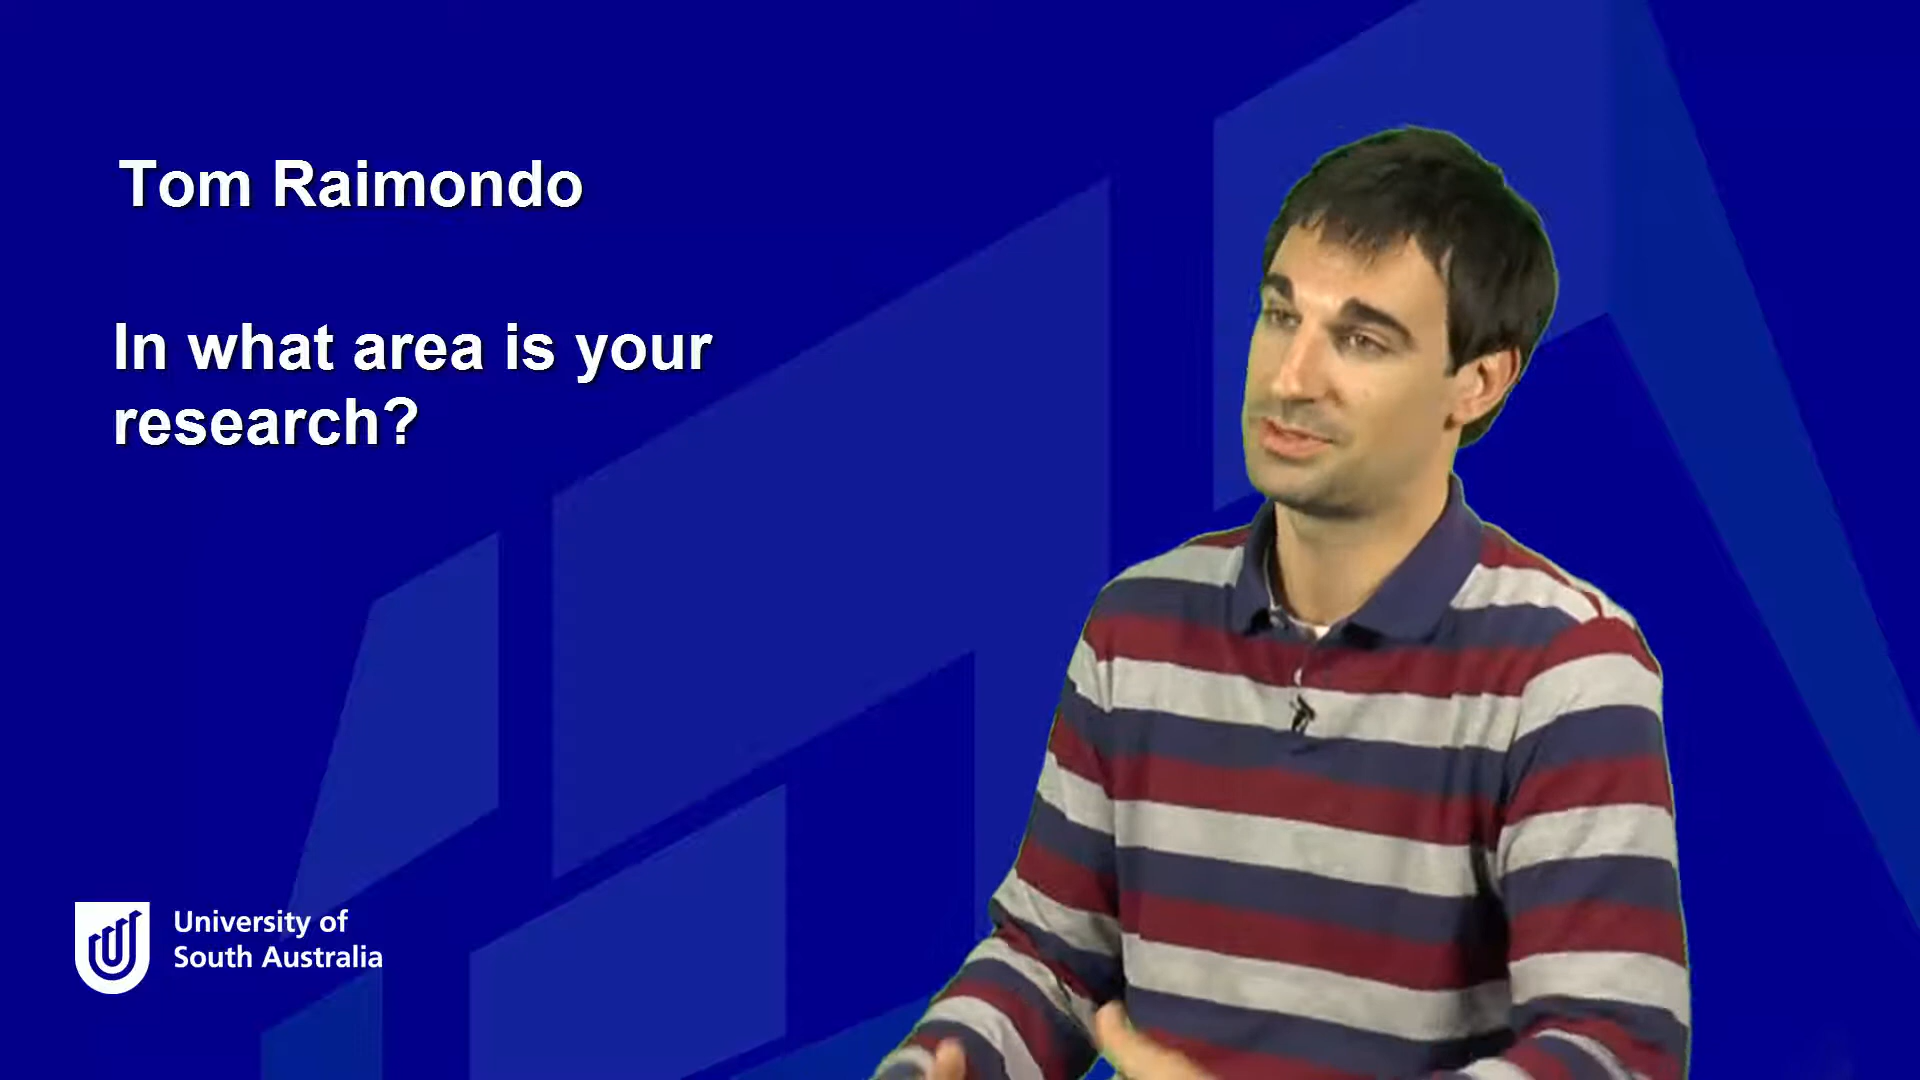 Tom Raimondo
In what area is your
research?
University of
South Australia